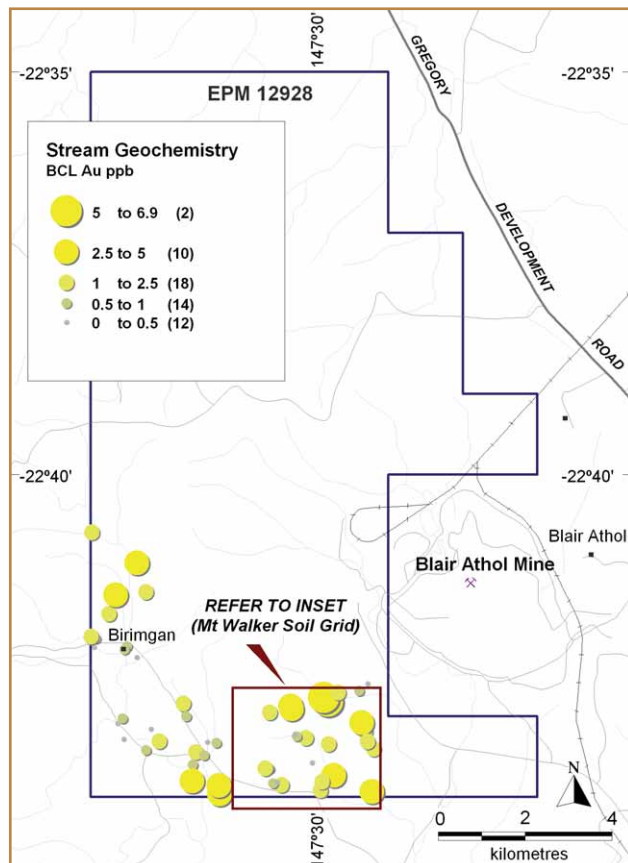 147º30'
-22º35'
-22º35'
GREGORY
DEVELOPMENT
ROAD
EPM 12928
Stream Geochemistry
BCL Au ppb
5 to 6.9 (2)
2.5 to 5 (10)
1 to 2.5 (18)
0.5 to 1 (14)
0 to 0.5 (12)
-22º40'
-22º40'
Blair Athol
Blair Athol Mine
REFER TO INSET
(Mt Walker Soil Grid)
Birimgan
N
147º30'
0 2 4
kilometres